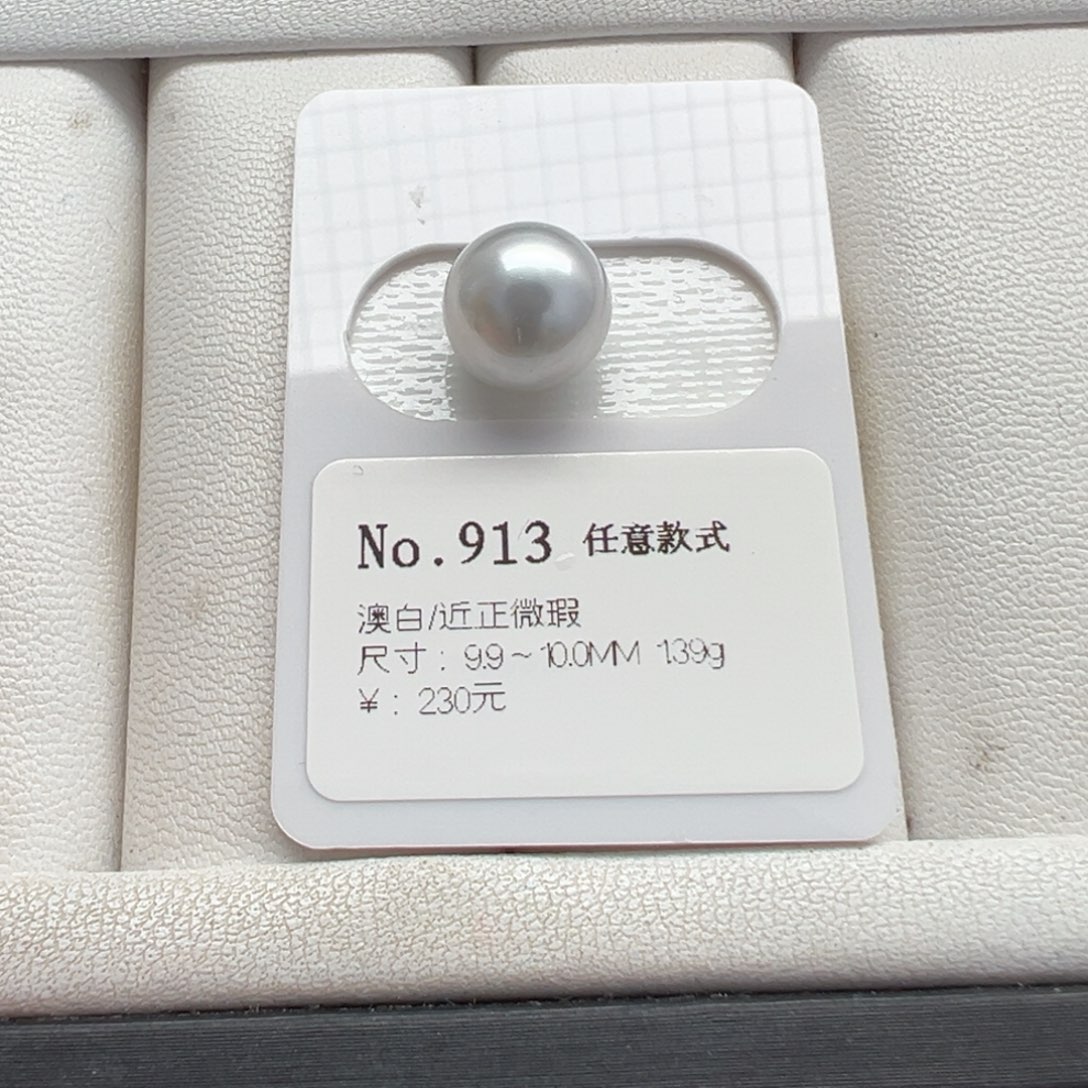 No.913 任意款式
澳白/近正微瑕
尺寸：9.9～10.0MM 1.39g
¥：230元